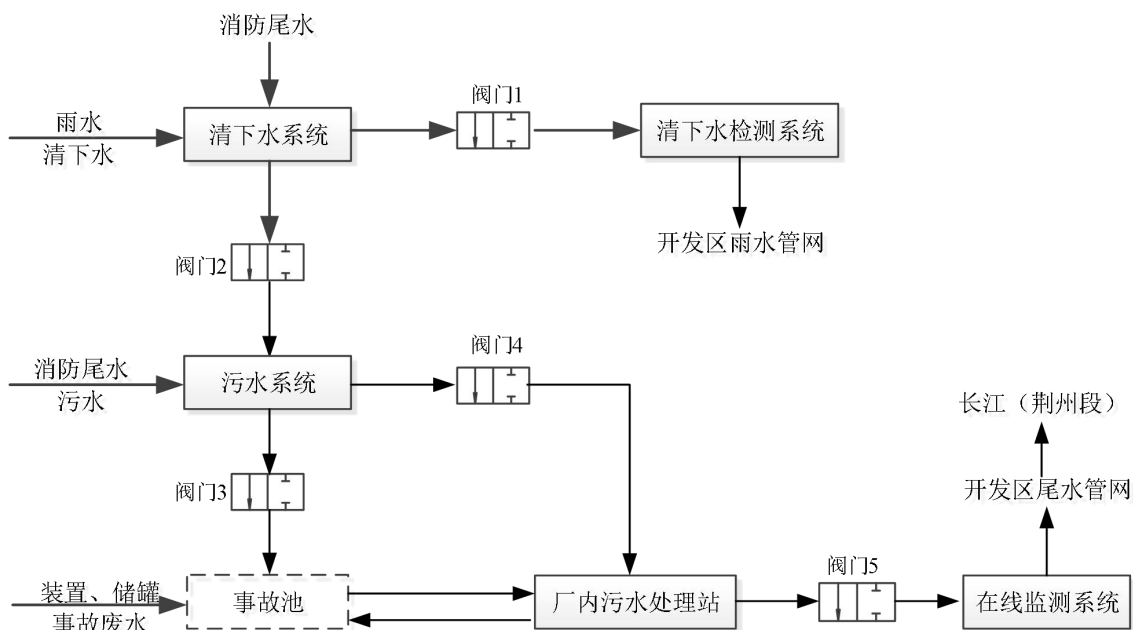 消防尾水
阀门1
雨水
清下水
清下水系统
清下水检测系统
开发区雨水管网
阀门2
阀门4
消防尾水
污水
污水系统
长江（荆州段）
阀门3
开发区尾水管网
阀门5
装置、储罐
事故废水
事故池
厂内污水处理站
在线监测系统